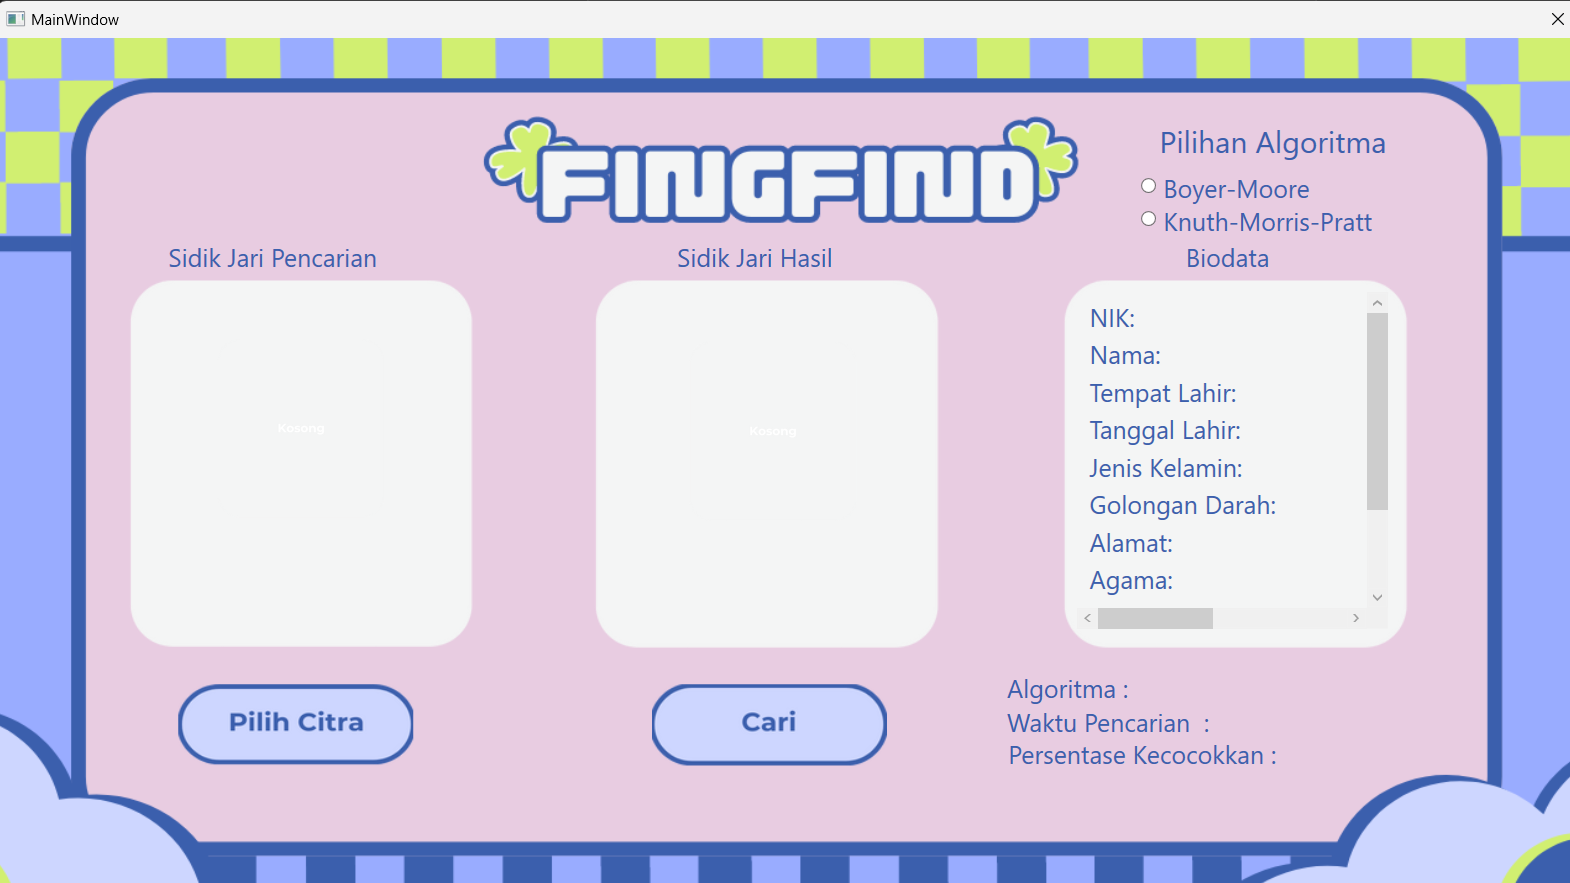 MainWindow
FINGFIND
Pilihan Algoritma
Boyer-Moore
Knuth-Morris-Pratt
Sidik Jari Pencarian
Sidik Jari Hasil
Biodata
Kosong
Kosong
NIK:
Nama:
Tempat Lahir:
Tanggal Lahir:
Jenis Kelamin:
Golongan Darah:
Alamat:
Agama:
Pilih Citra
Cari
Algoritma :
Waktu Pencarian  :
Persentase Kecocokkan :